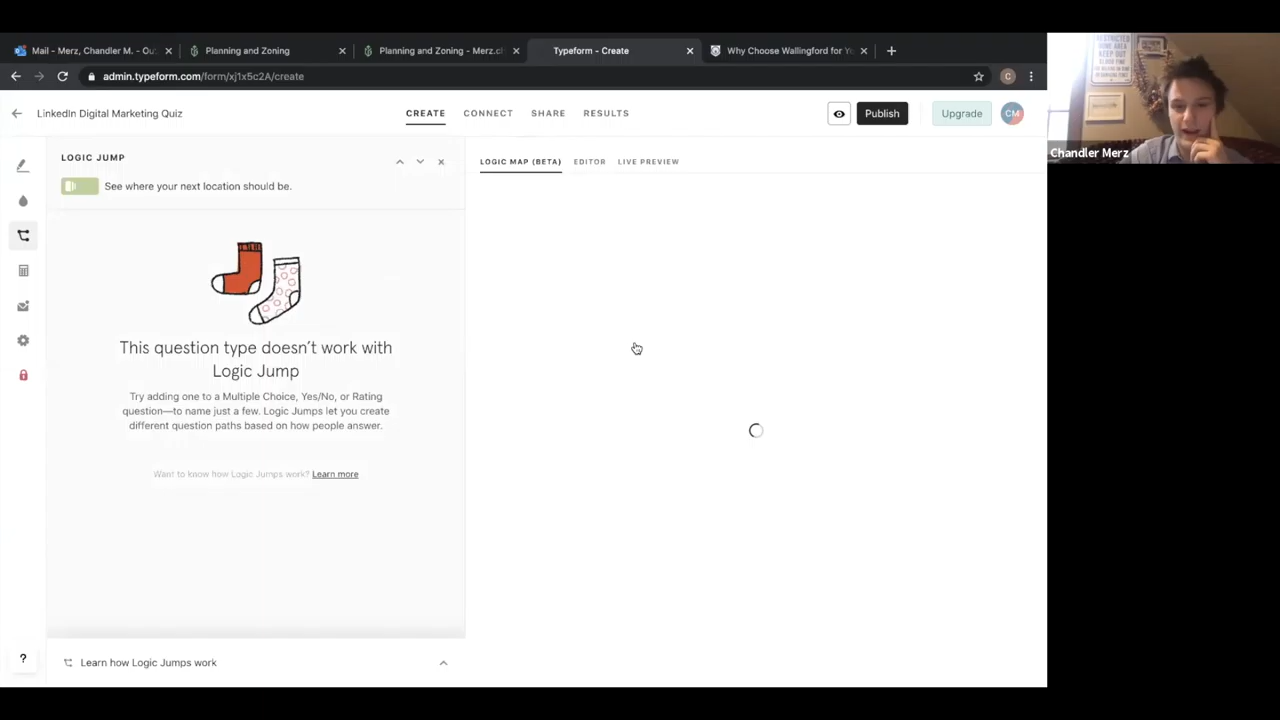 Mail - Merz, Chandler M. - Ou
Planning and Zoning
Planning and Zoning - Merz.cl
Typeform - Create
Why Choose Wallingford for Yo
admin.typeform.com/form/xj1x5c2A/create
C
LinkedIn Digital Marketing Quiz
CREATE
CONNECT
SHARE
RESULTS
Publish
Upgrade
CM
LOGIC JUMP
See where your next location should be.
LOGIC MAP (BETA)
EDITOR
LIVE PREVIEW
This question type doesn't work with
Logic Jump
Try adding one to a Multiple Choice, Yes/No, or Rating
question—to name just a few. Logic Jumps let you create
different question paths based on how people answer.
Want to know how Logic Jumps work? Learn more
?
Learn how Logic Jumps work
RESTRICTED
Chandler Merz